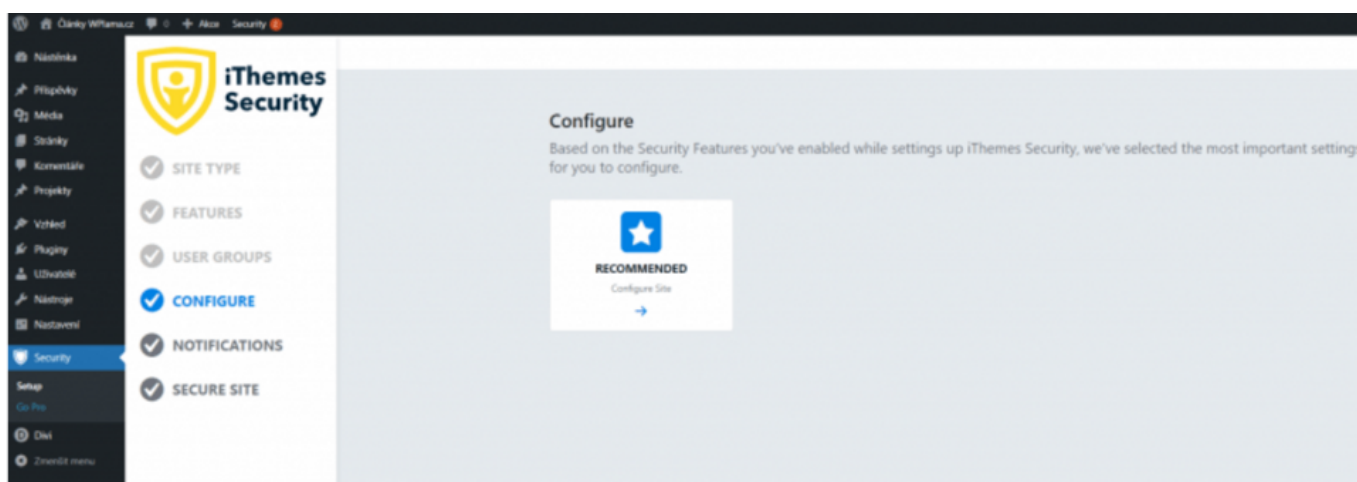 Články WPlama.cz 0 + Akce Security
Nástěnka
Příspěvky
Média
Stránky
Komentáře
Projekty
Vzhled
Pluginy
Uživatelé
Nástroje
Nastavení
Security
Setup
Go Pro
Divi
Zmenšit menu
iThemes
Security
SITE TYPE
FEATURES
USER GROUPS
CONFIGURE
NOTIFICATIONS
SECURE SITE
Configure
Based on the Security Features you've enabled while settings up iThemes Security, we've selected the most important settings
for you to configure.
RECOMMENDED
Configure Site